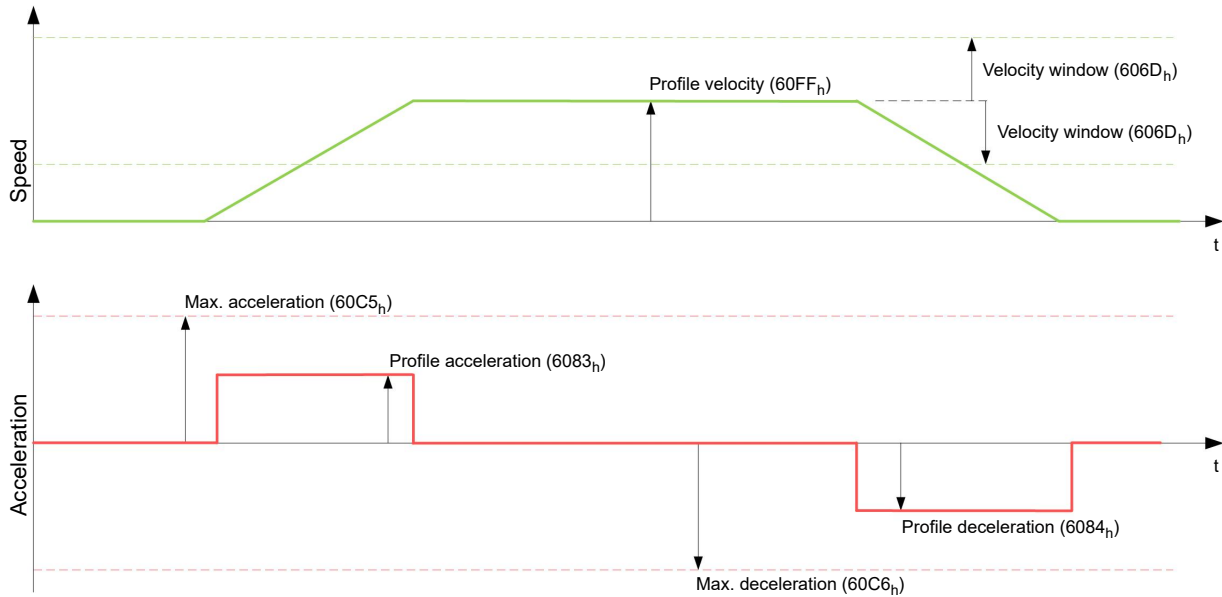 Velocity window (606Dₕ)
Profile velocity (60FFₕ)
Velocity window (606Dₕ)
Speed
t
Max. acceleration (60C5ₕ)
Profile acceleration (6083ₕ)
Acceleration
t
Profile deceleration (6084ₕ)
Max. deceleration (60C6ₕ)